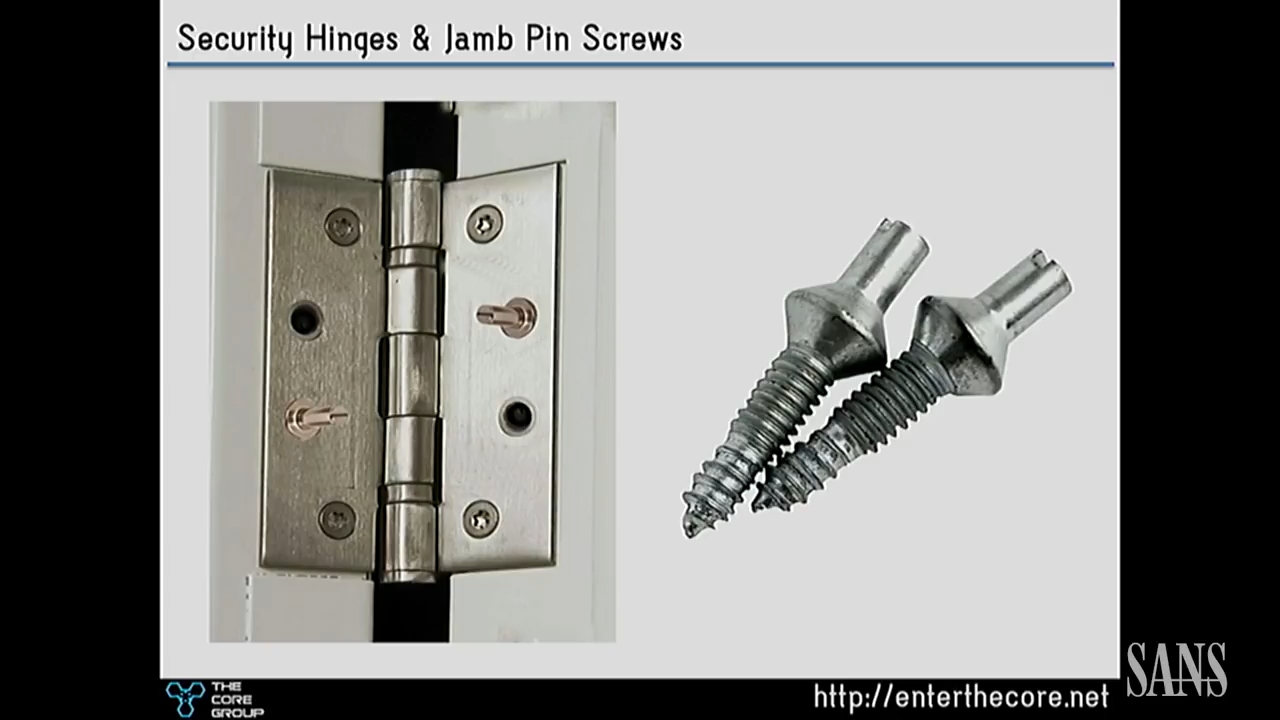 Security Hinges & Jamb Pin Screws
THE
CORE
GROUP
http://enterthecore.net
SANS